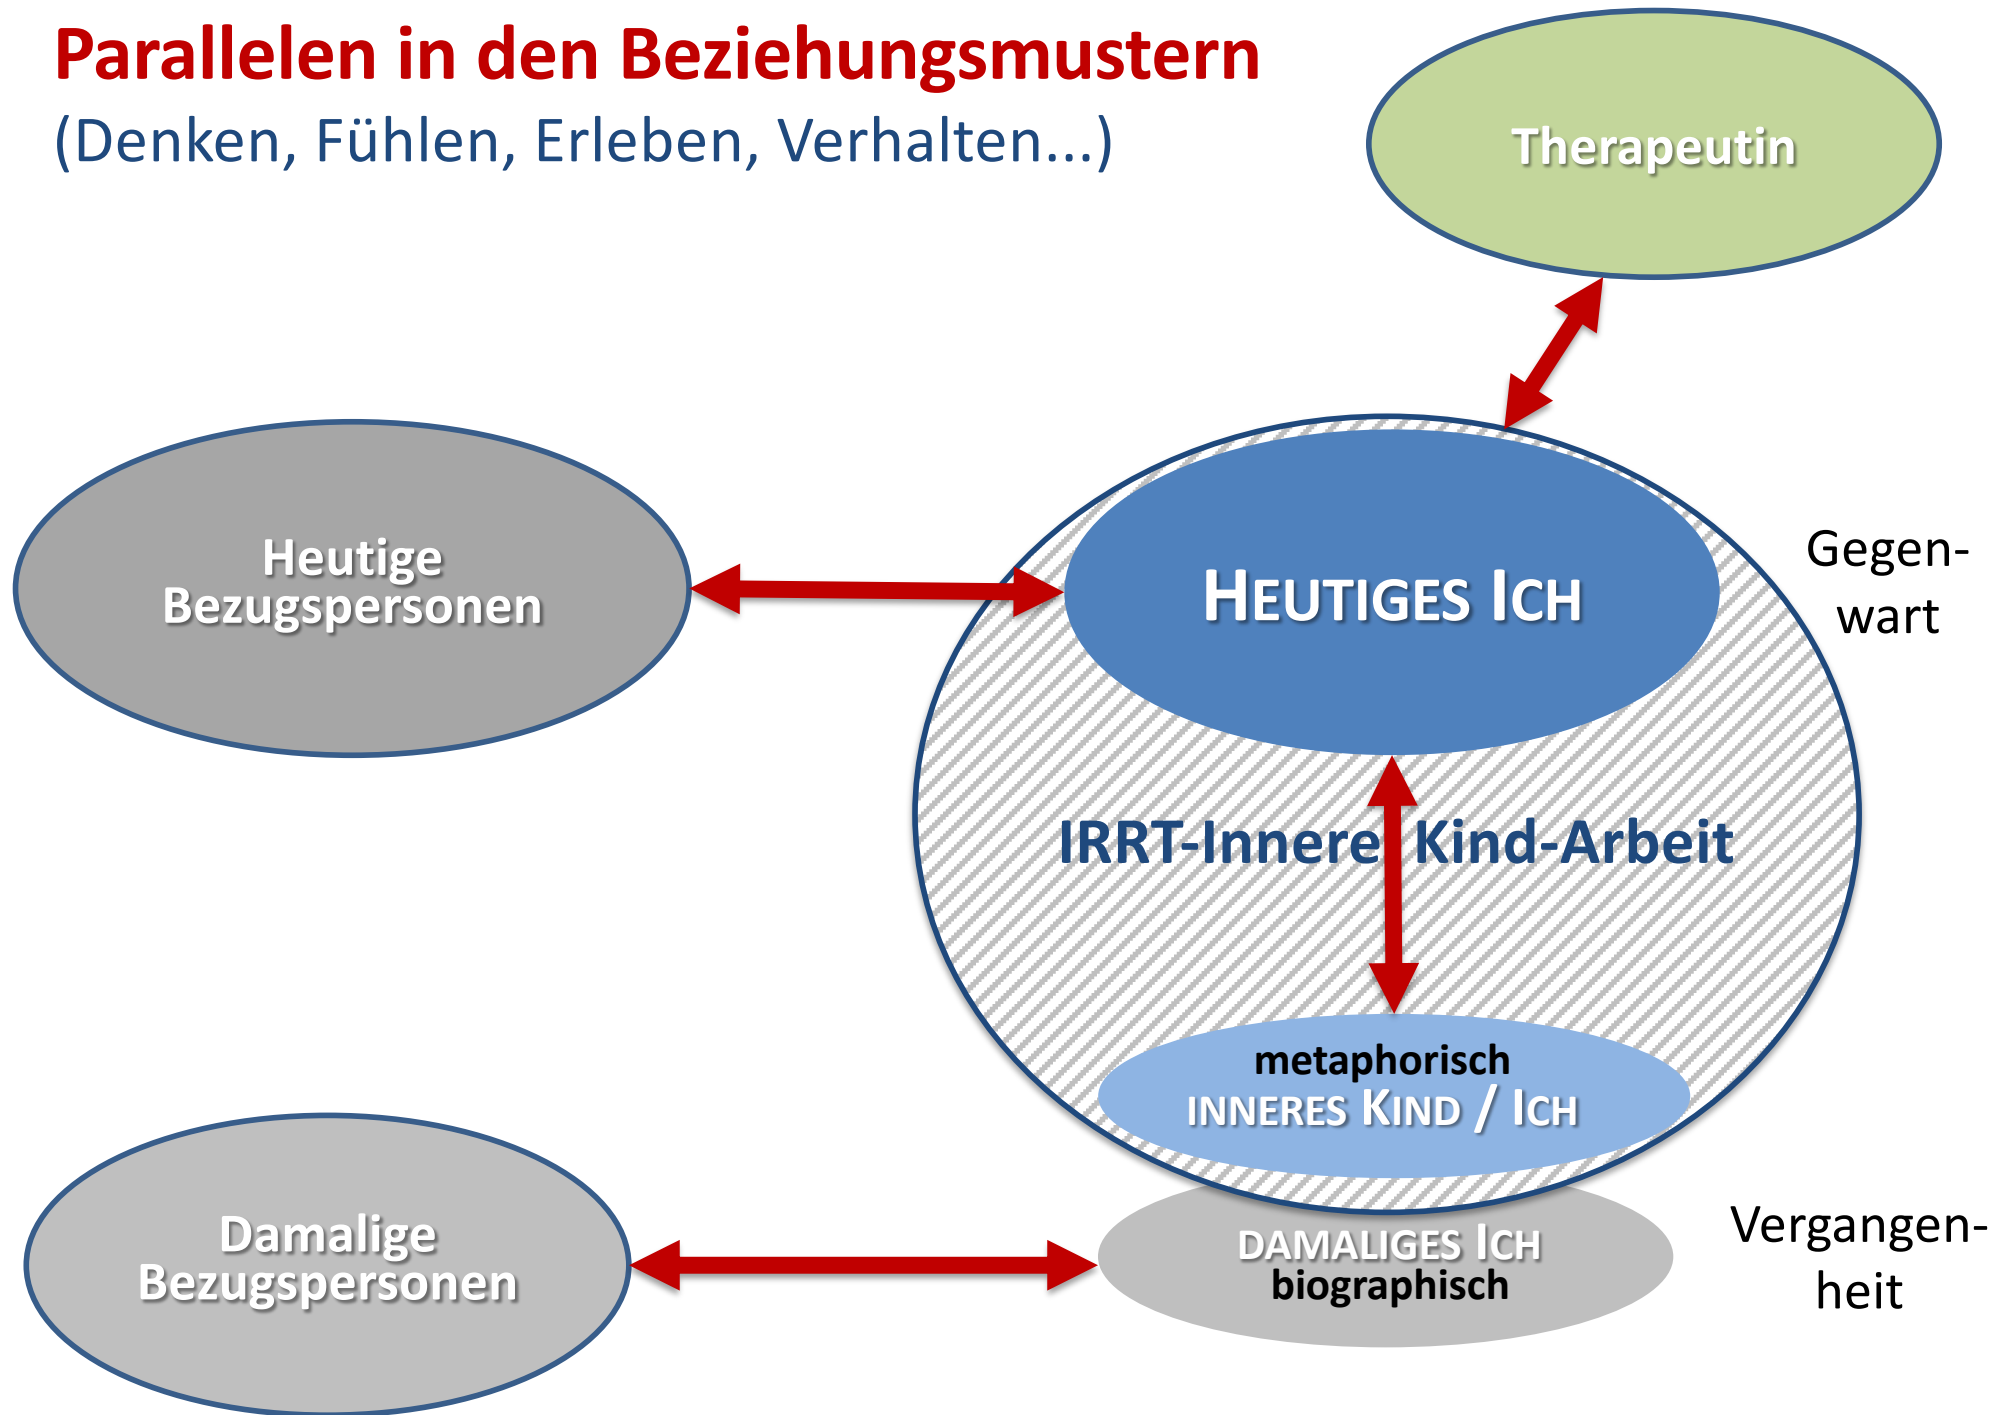 Parallelen in den Beziehungsmustern
(Denken, Fühlen, Erleben, Verhalten...)
Therapeutin
Heutige
Bezugspersonen
HEUTIGES ICH
Gegen-
wart
IRRT-Innere Kind-Arbeit
metaphorisch
INNERES KIND / ICH
Damalige
Bezugspersonen
DAMALIGES ICH
biographisch
Vergangen-
heit